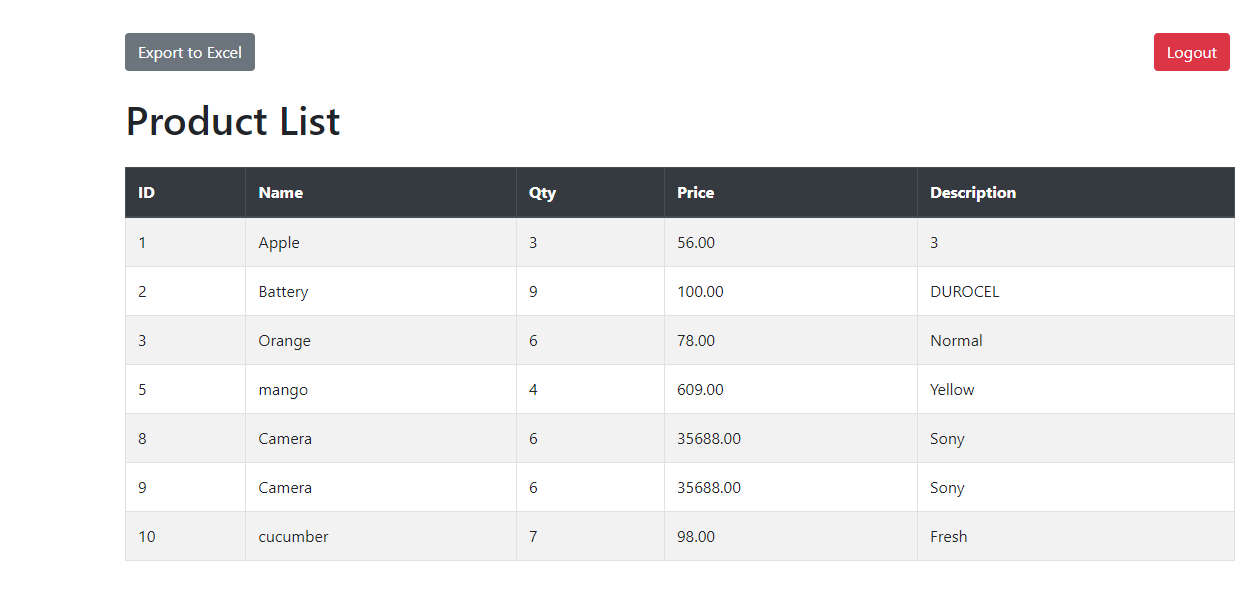 Export to Excel Logout
Product List
ID Name Qty Price Description
1 Apple 3 56.00 3
2 Battery 9 100.00 DUROCEL
3 Orange 6 78.00 Normal
5 mango 4 609.00 Yellow
8 Camera 6 35688.00 Sony
9 Camera 6 35688.00 Sony
10 cucumber 7 98.00 Fresh